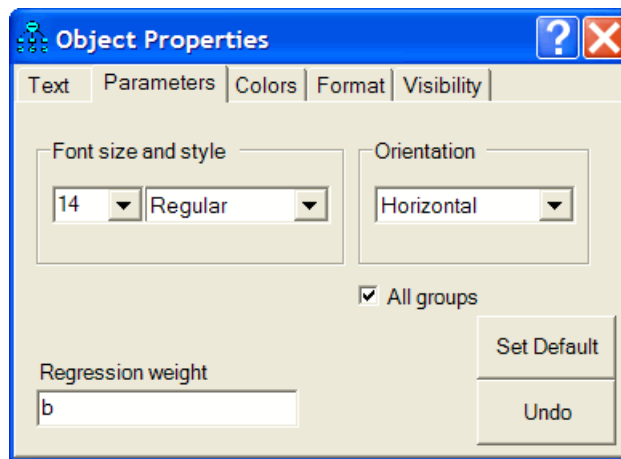 Object Properties ?
Text Parameters Colors Format Visibility
Font size and style Orientation
14 Regular Horizontal
All groups
Set Default
Regression weight
b
Undo